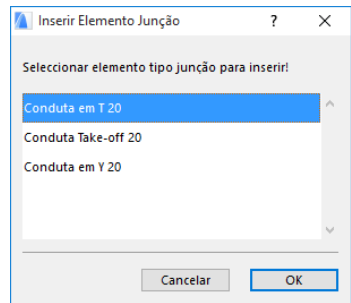 Inserir Elemento Junção
?
Seleccionar elemento tipo junção para inserir!
Conduta em T 20
Conduta Take-off 20
Conduta em Y 20
Cancelar
OK